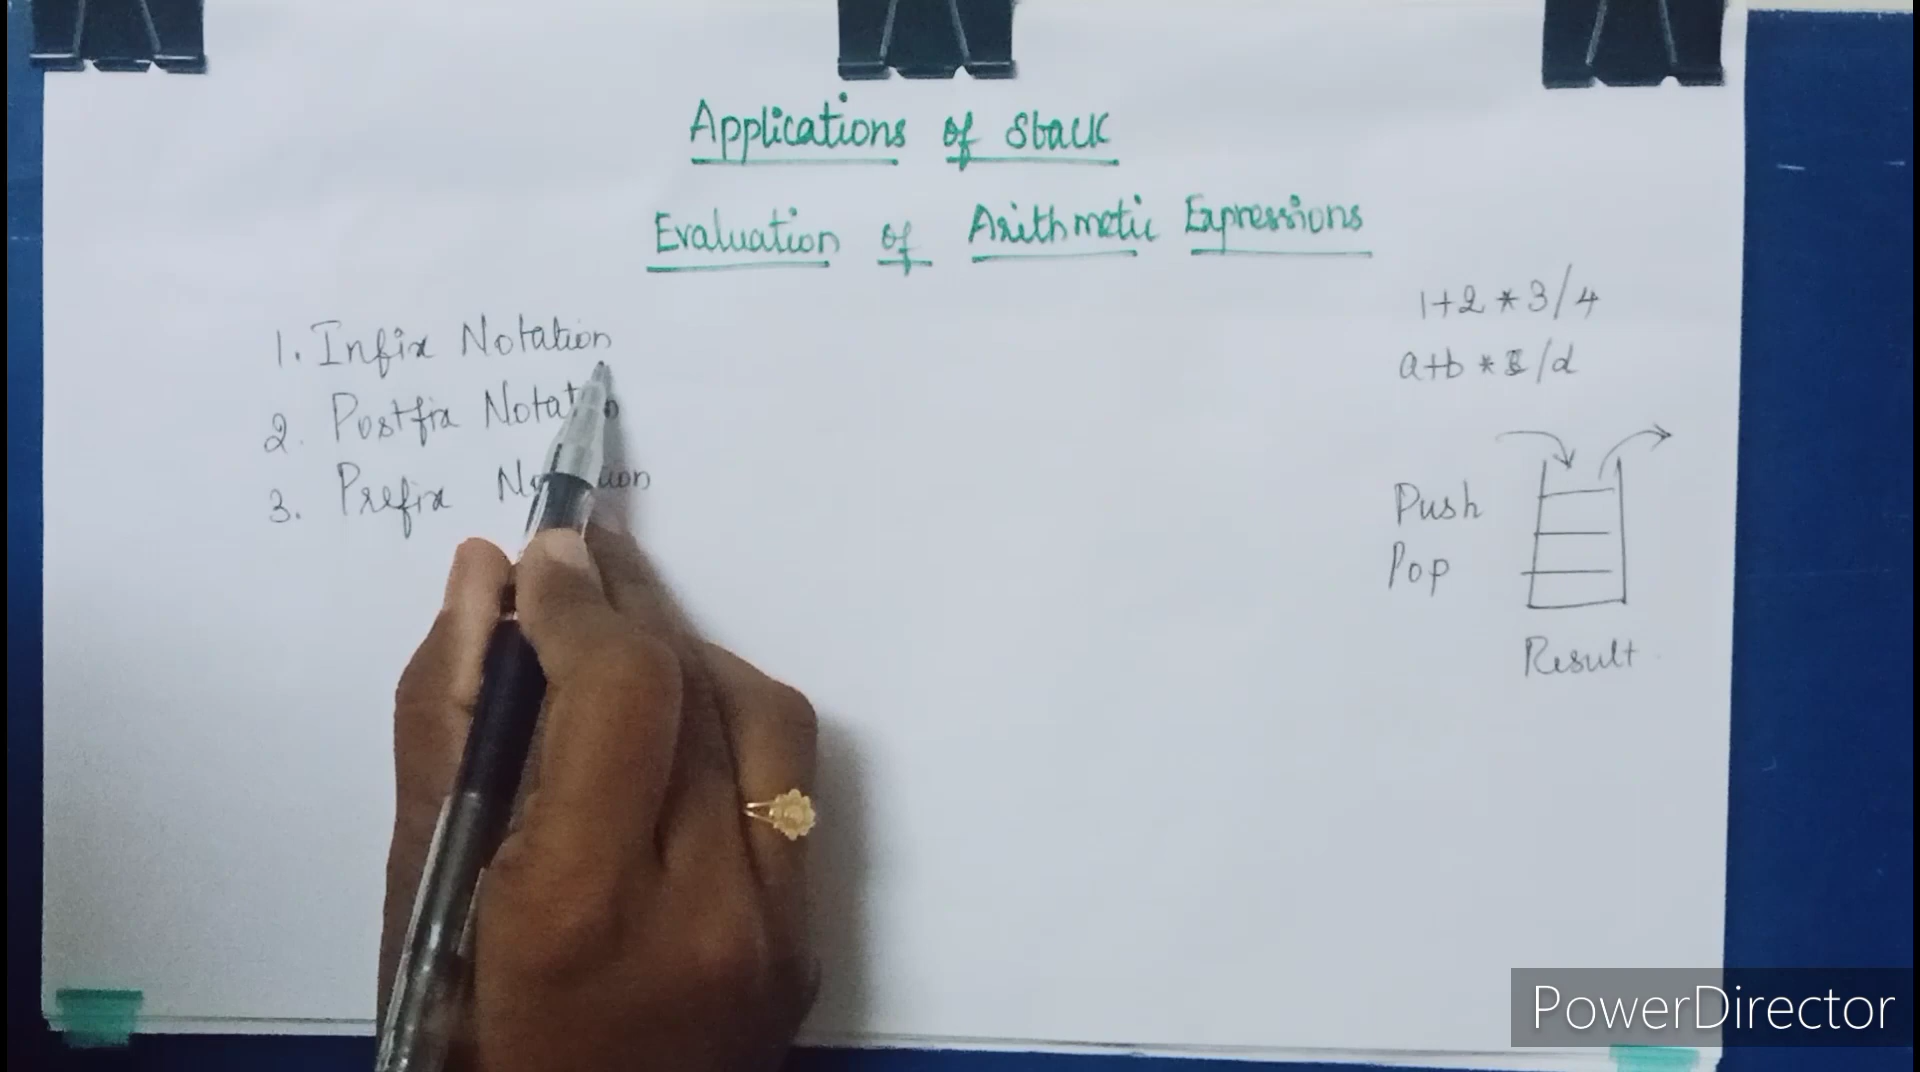 Applications of Stack
Evaluation of Arithmetic Expressions
1. Infix Notation
2. Postfix
3. Prefix
1+2 * 3/4
a+b * /d
Push
Pop
Result
PowerDirector